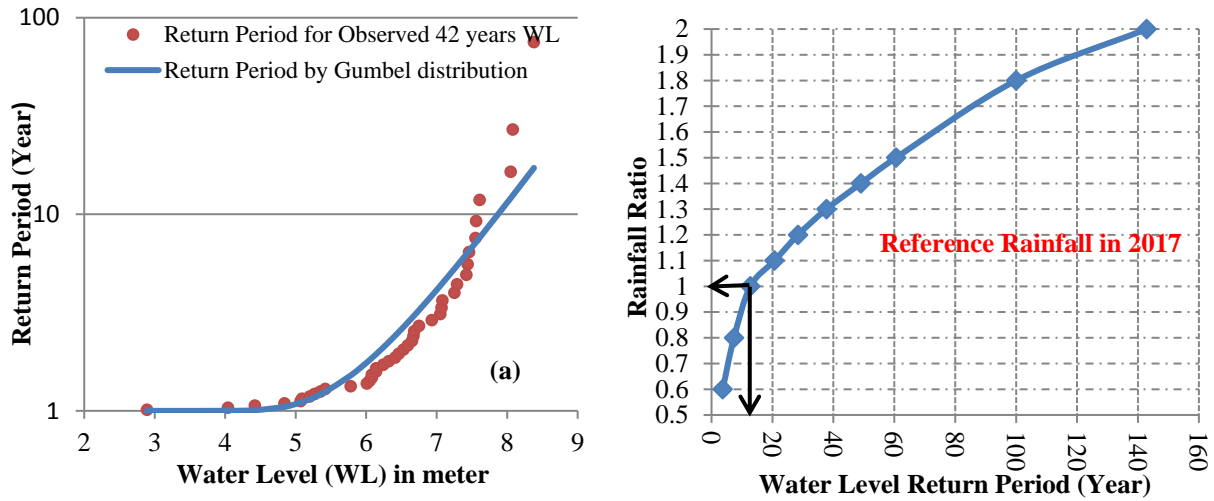 100
10
1
Return Period (Year)
Return Period for Observed 42 years WL
Return Period by Gumbel distribution
(a)
2 3 4 5 6 7 8 9
Water Level (WL) in meter
2
1.9
1.8
1.7
1.6
1.5
1.4
1.3
1.2
1.1
1
0.9
0.8
0.7
0.6
0.5
Rainfall Ratio
Reference Rainfall in 2017
0 20 40 60 80 100 120 140 160
Water Level Return Period (Year)